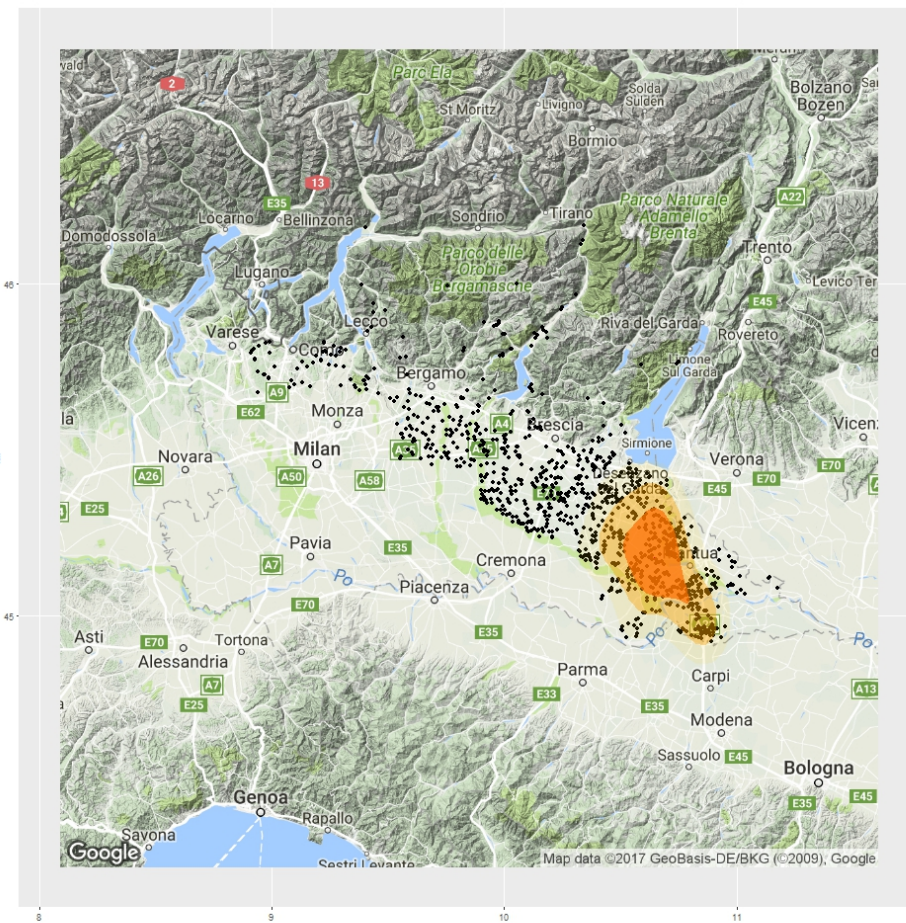 Meran
Bolzano
Bozen
Parc Ela
St Moritz
Livigno
Solda
Sulden
2
Bormio
13
E35
Locarno
Bellinzona
Sondrio
Tirano
Parco Naturale
Adamello
Brenta
A22
Domodossola
Parco delle
Orobie
Bergamasche
Trento
Lugano
Levico Ter
46
E45
Varese
Lecco
Riva del Garda
Rovereto
Como
Bergamo
Limone
Sul Garda
A9
E62
Monza
A4
Brescia
Milan
Sirmione
Vicenz
Novara
Verona
A26
A50
A58
E70
E70
E45
E25
Pavia
E35
Cremona
A7
Po
Piacenza
E70
45
E35
Po
Po
Asti
E70
Tortona
Alessandria
Parma
Carpi
A7
E33
A13
E25
E35
Modena
Sassuolo
E45
Bologna
Genoa
E35
E45
Rapallo
Savona
Sestri Levante
Google
Map data ©2017 GeoBasis-DE/BKG (©2009), Google
8
9
10
11